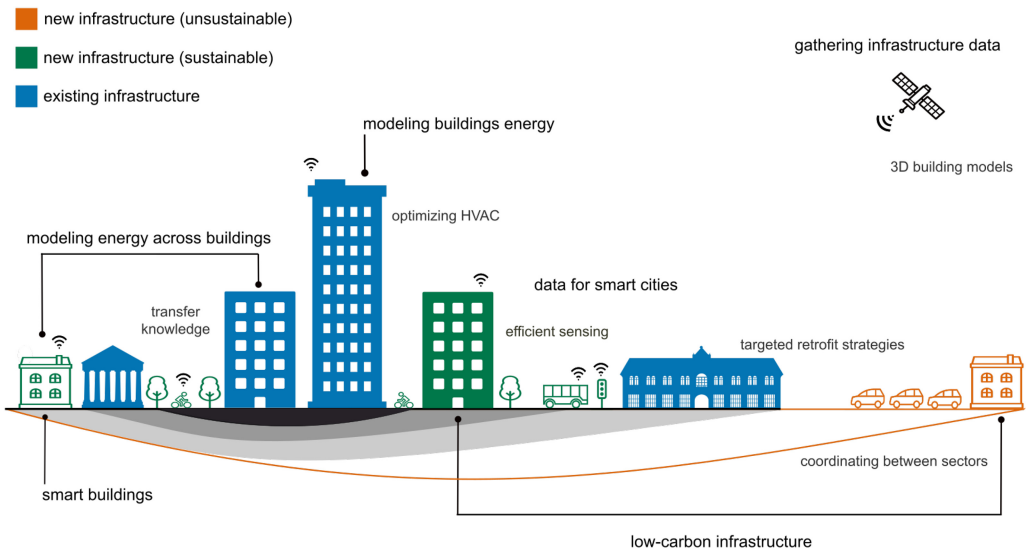 new infrastructure (unsustainable)
new infrastructure (sustainable)
existing infrastructure
gathering infrastructure data
3D building models
modeling buildings energy
optimizing HVAC
modeling energy across buildings
transfer
knowledge
data for smart cities
efficient sensing
targeted retrofit strategies
coordinating between sectors
smart buildings
low-carbon infrastructure